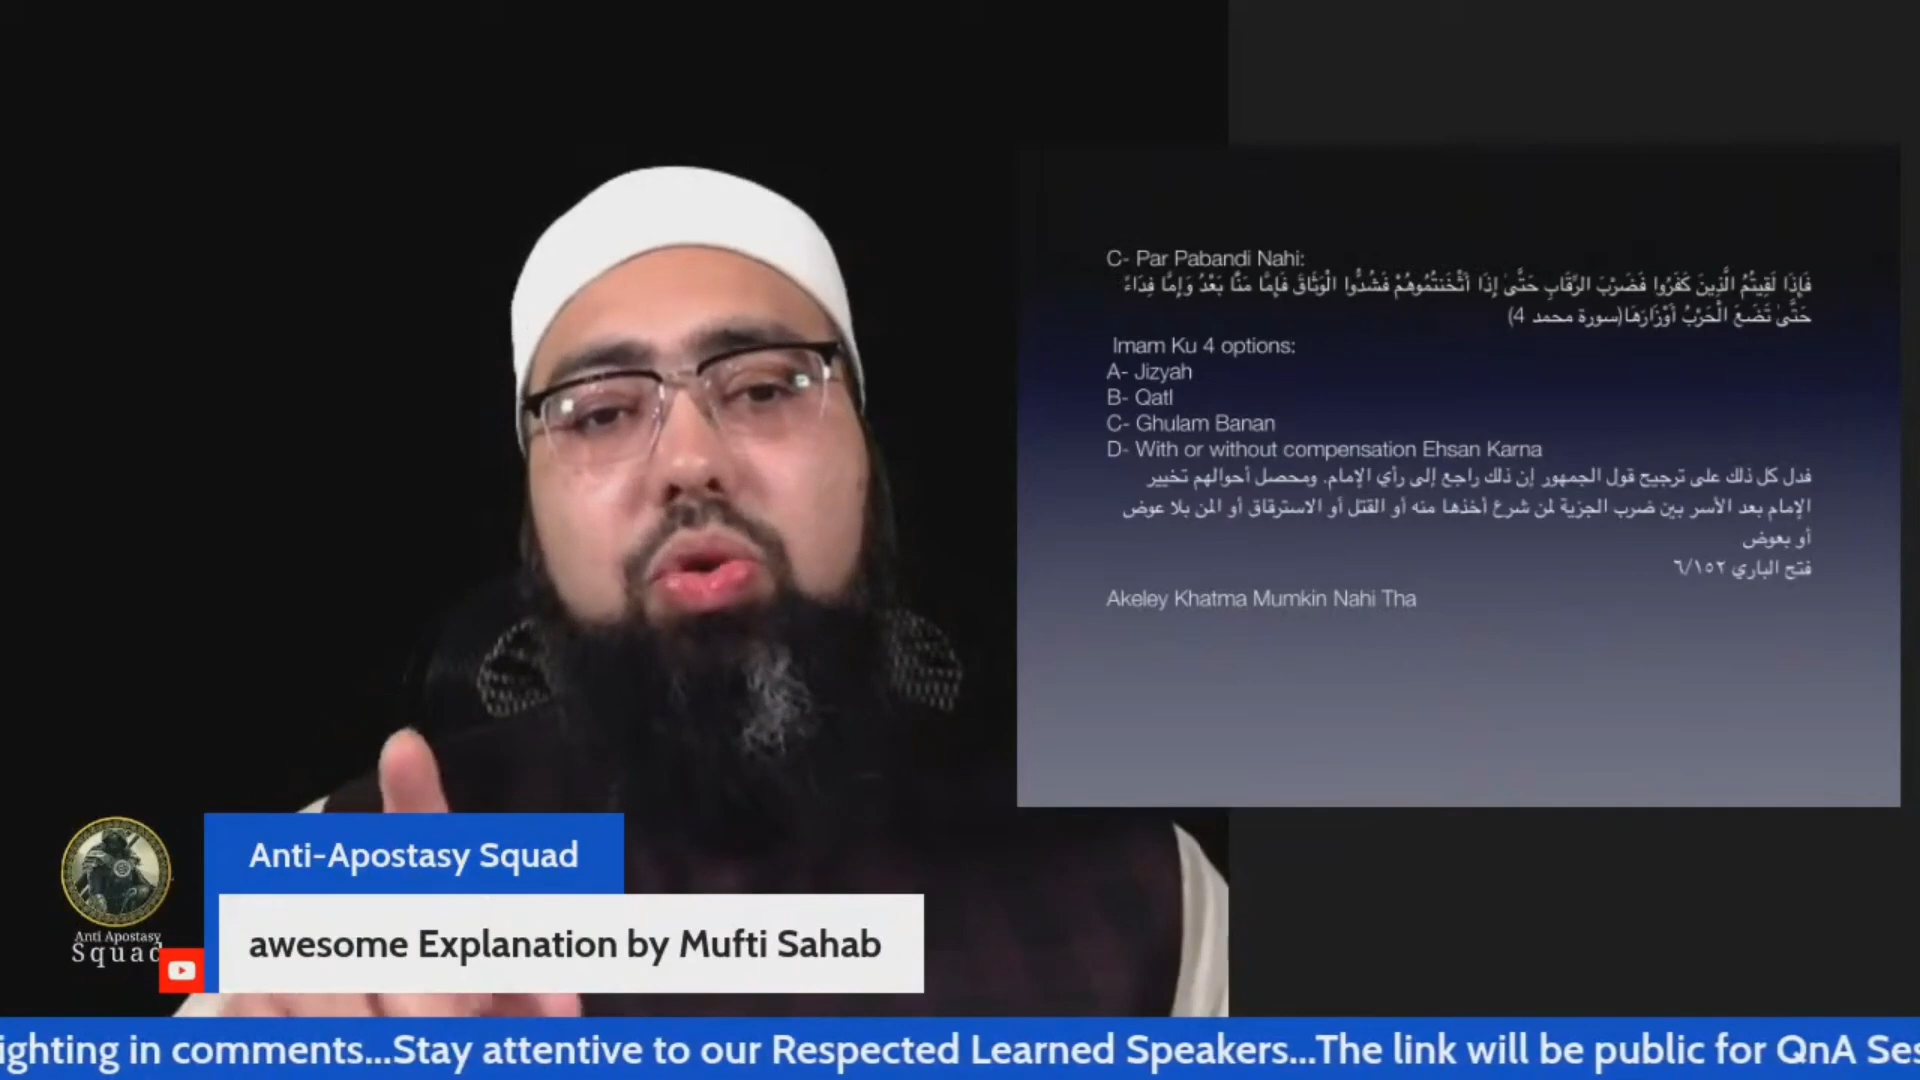 C- Par Pabandi Nahi:
فَإِذَا لَقِيتُمُ الَّذِينَ كَفَرُوا فَضَرْبَ الرِّقَابِ حَتَّىٰ إِذَا أَثْخَنتُمُوهُمْ فَشُدُّوا الْوَثَاقَ فَإِمَّا مَنًّا بَعْدُ وَإِمَّا فِدَاءً
حَتَّىٰ تَضَعَ الْحَرْبُ أَوْزَارَهَا(سورة محمد 4)
Imam Ku 4 options:
A- Jizyah
B- Qatl
C- Ghulam Banan
D- With or without compensation Ehsan Karna
فدل كل ذلك على ترجيح قول الجمهور إن ذلك راجع إلى رأي الإمام. ومحصل أحوالهم تخيير
الإمام بعد الأسر بين ضرب الجزية لمن شرع أخذها منه أو القتل أو الاسترقاق أو المن بلا عوض
أو بعوض
فتح الباري ٦/١٥٢
Akeley Khatma Mumkin Nahi Tha
Anti-Apostasy Squad
awesome Explanation by Mufti Sahab
Anti Apostasy
Squad
ighting in comments...Stay attentive to our Respected Learned Speakers...The link will be public for QnA Ses